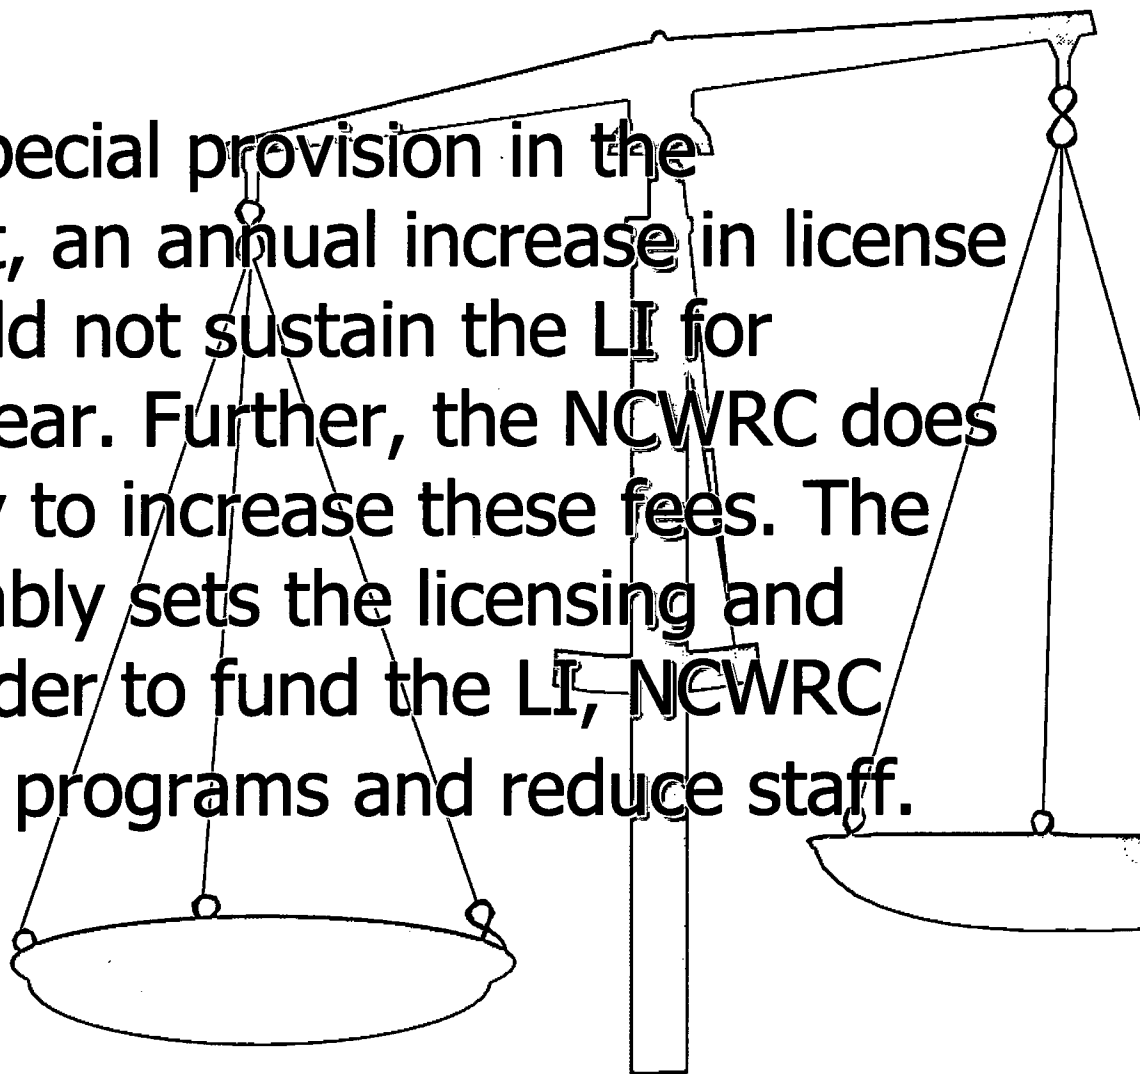 pecial provision in the
t, an annual increase in license
ld not sustain the LI for
ear. Further, the NCWRC does
y to increase these fees. The
bly sets the licensing and
der to fund the LI, NCWRC
programs and reduce staff.